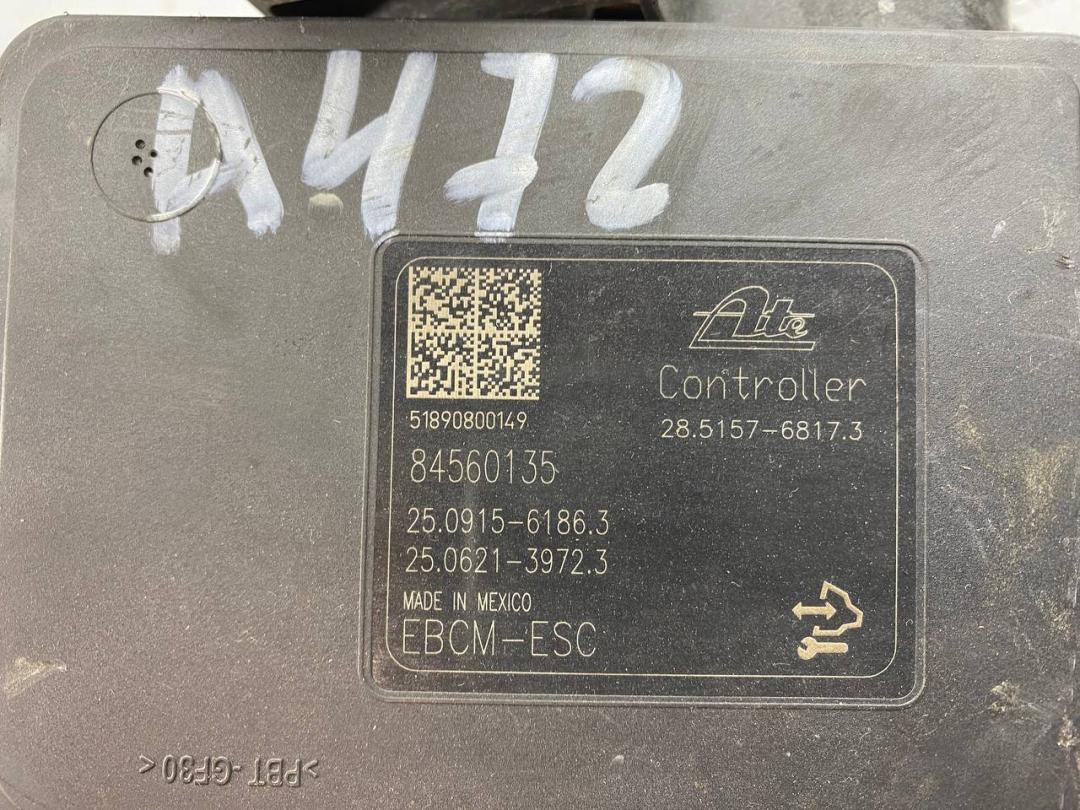 A472
Ate
Controller
51890800149
28.5157-6817.3
84560135
25.0915-6186.3
25.0621-3972.3
MADE IN MEXICO
EBCM-ESC
>PBT-GF30<